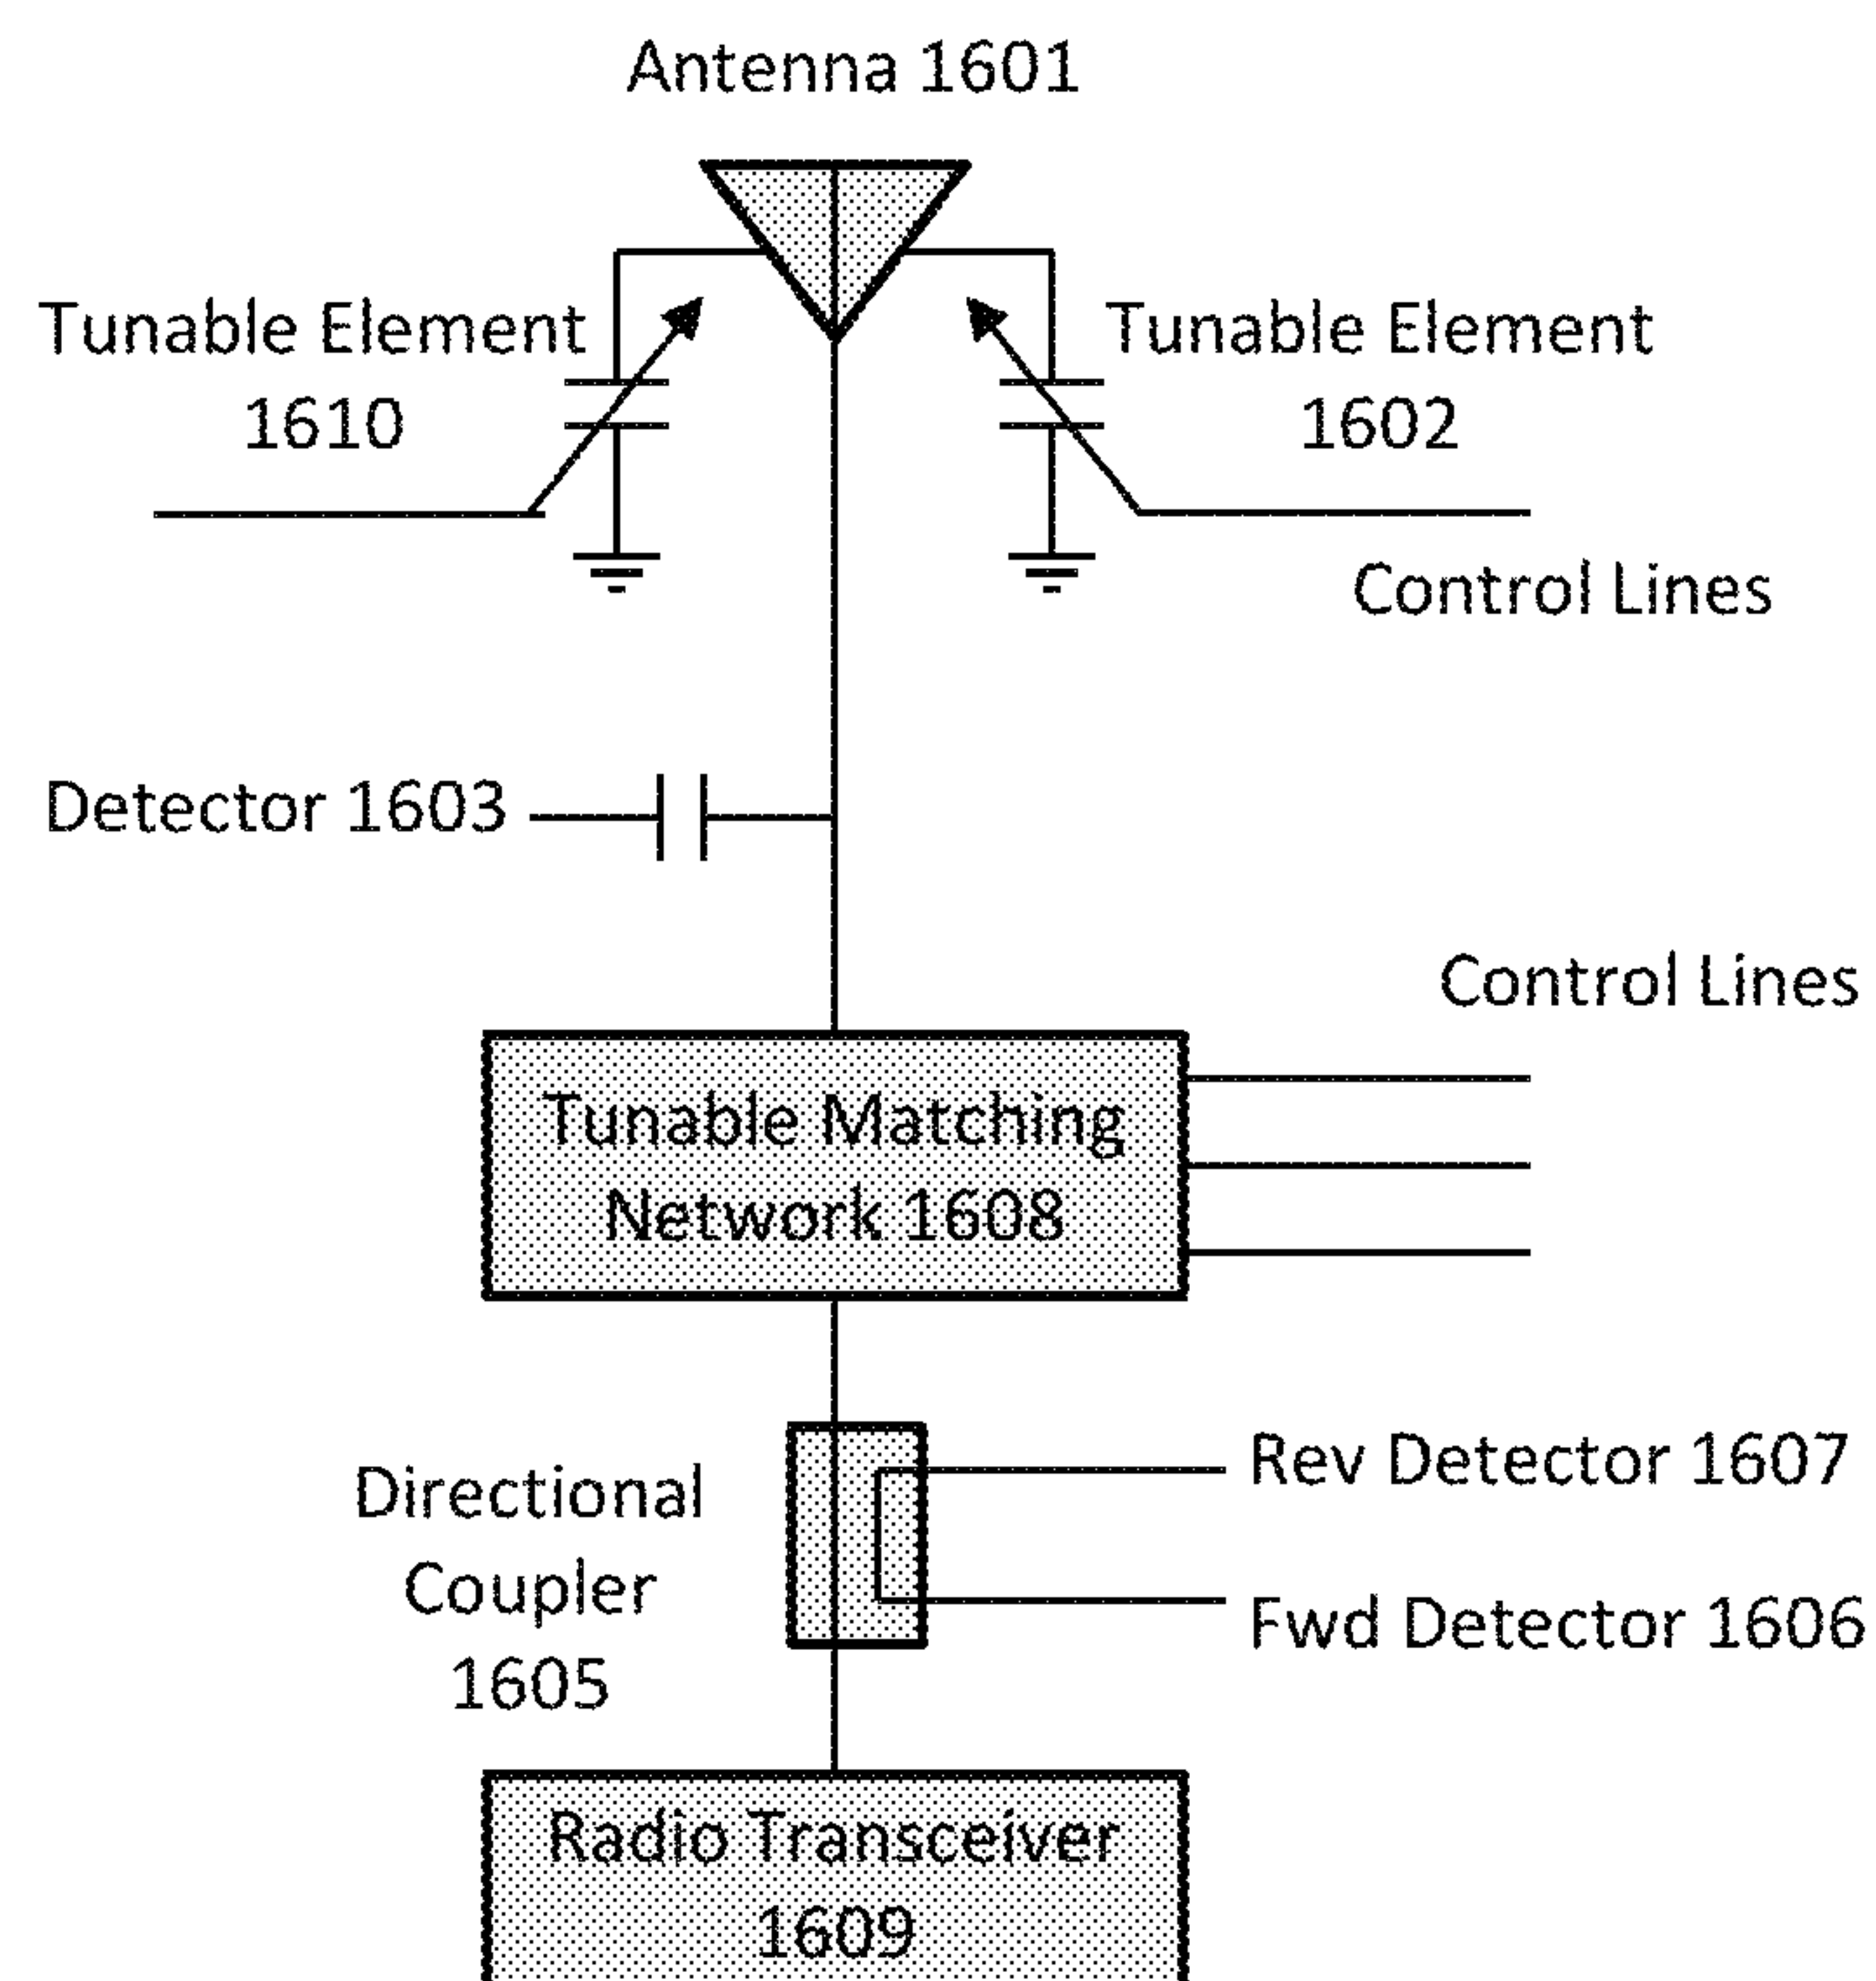 Antenna 1601
Tunable Element
1610
Tunable Element
1602
Control Lines
Detector 1603
Control Lines
Tunable Matching
Network 1608
Directional
Coupler
1605
Rev Detector 1607
Fwd Detector 1606
Radio Transceiver
1609